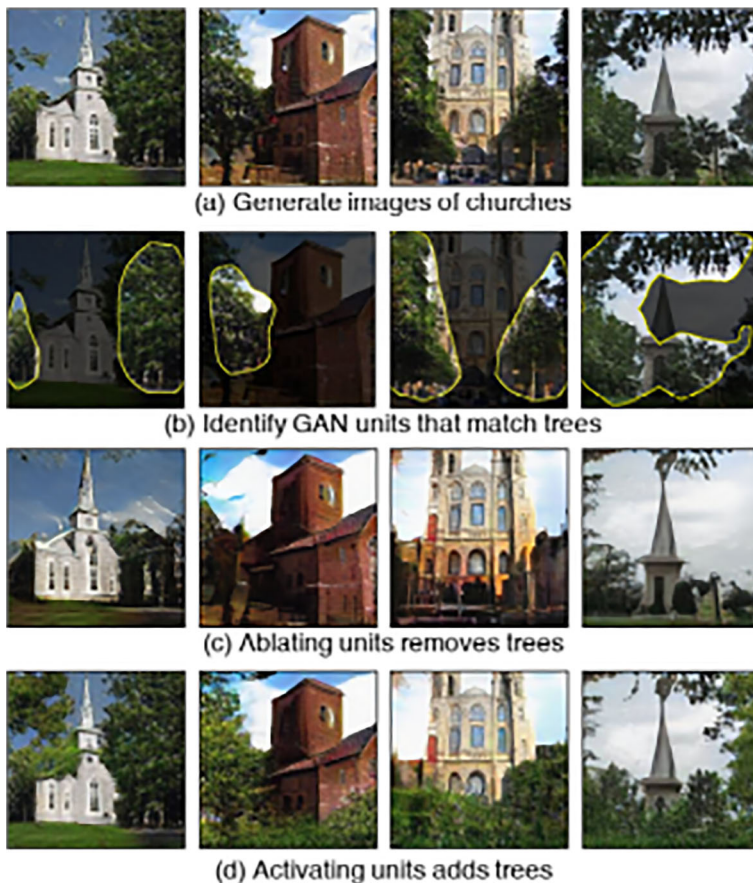 (a) Generate images of churches
(b) Identify GAN units that match trees
(c) Ablating units removes trees
(d) Activating units adds trees